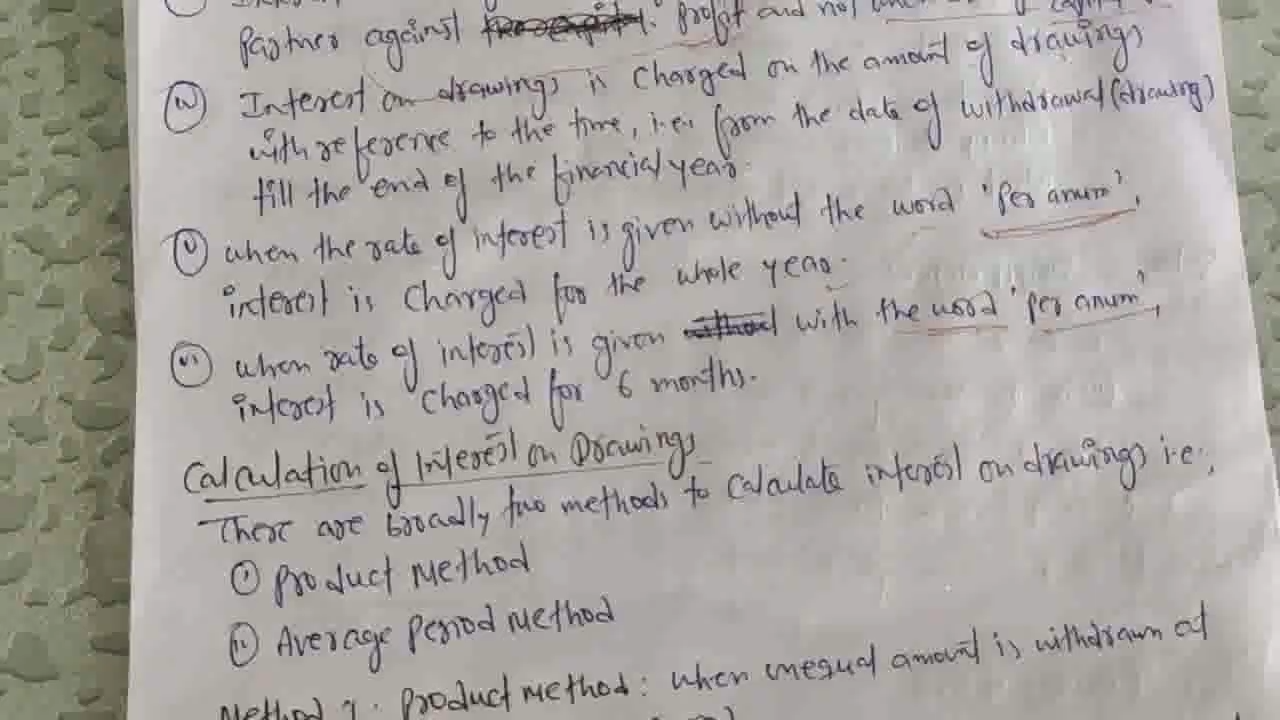 Partner against profit and not
(iv) Interest on drawings is charged on the amount of drawings
with reference to the time, i.e. from the date of withdrawal (drawing)
till the end of the financial year.
(v) when the rate of interest is given without the word 'Per anum',
interest is charged for the whole year.
(vi) when rate of interest is given with the word 'per anum',
interest is charged for 6 months.
Calculation of Interest on Drawings
There are broadly two methods to calculate interest on drawings i.e.,
(i) Product Method
(ii) Average Period Method
Method 1. Product method: when unequal amount is withdrawn at